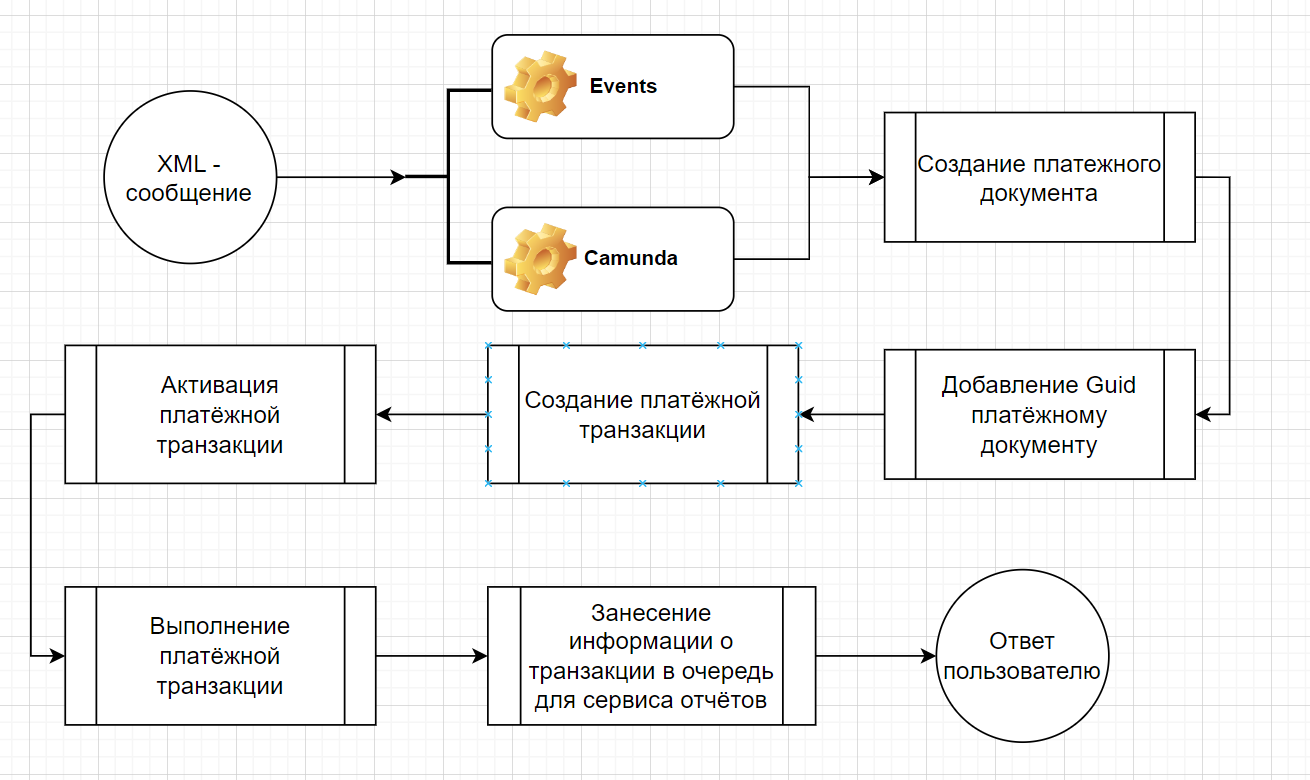 XML -
сообщение
Events
Camunda
Создание платежного
документа
Добавление Guid
платёжному
документу
Создание платёжной
транзакции
Активация
платёжной
транзакции
Выполнение
платёжной
транзакции
Занесение
информации о
транзакции в очередь
для сервиса отчётов
Ответ
пользователю